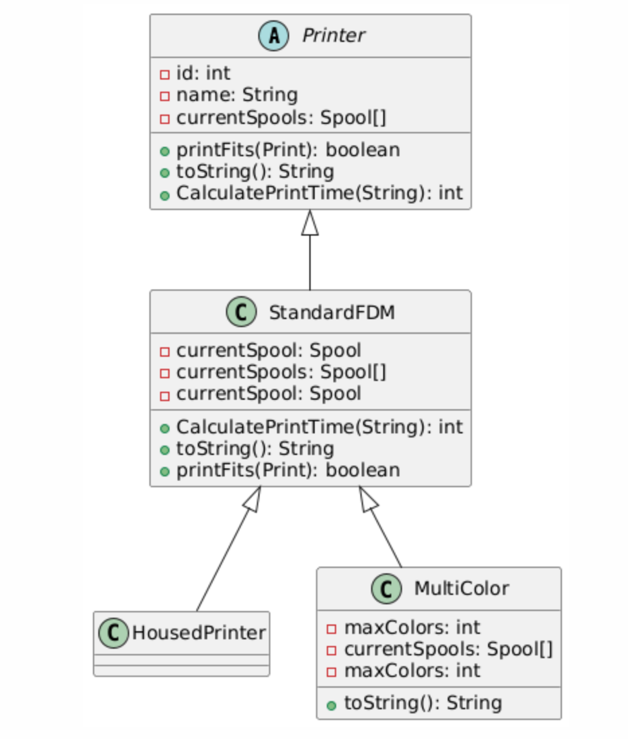 A Printer
id: int
name: String
currentSpools: Spool[]
printFits(Print): boolean
toString(): String
CalculatePrintTime(String): int
C StandardFDM
currentSpool: Spool
currentSpools: Spool[]
currentSpool: Spool
CalculatePrintTime(String): int
toString(): String
printFits(Print): boolean
C HousedPrinter
C MultiColor
maxColors: int
currentSpools: Spool[]
maxColors: int
toString(): String